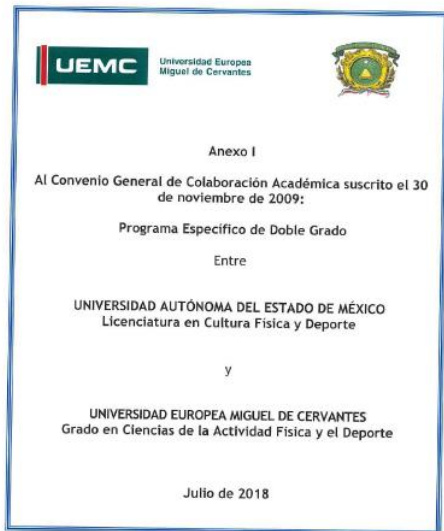 UEMC
Universidad Europea
Miguel de Cervantes
Anexo I
Al Convenio General de Colaboración Académica suscrito el 30
de noviembre de 2009:
Programa Específico de Doble Grado
Entre
UNIVERSIDAD AUTÓNOMA DEL ESTADO DE MÉXICO
Licenciatura en Cultura Física y Deporte
y
UNIVERSIDAD EUROPEA MIGUEL DE CERVANTES
Grado en Ciencias de la Actividad Física y el Deporte
Julio de 2018